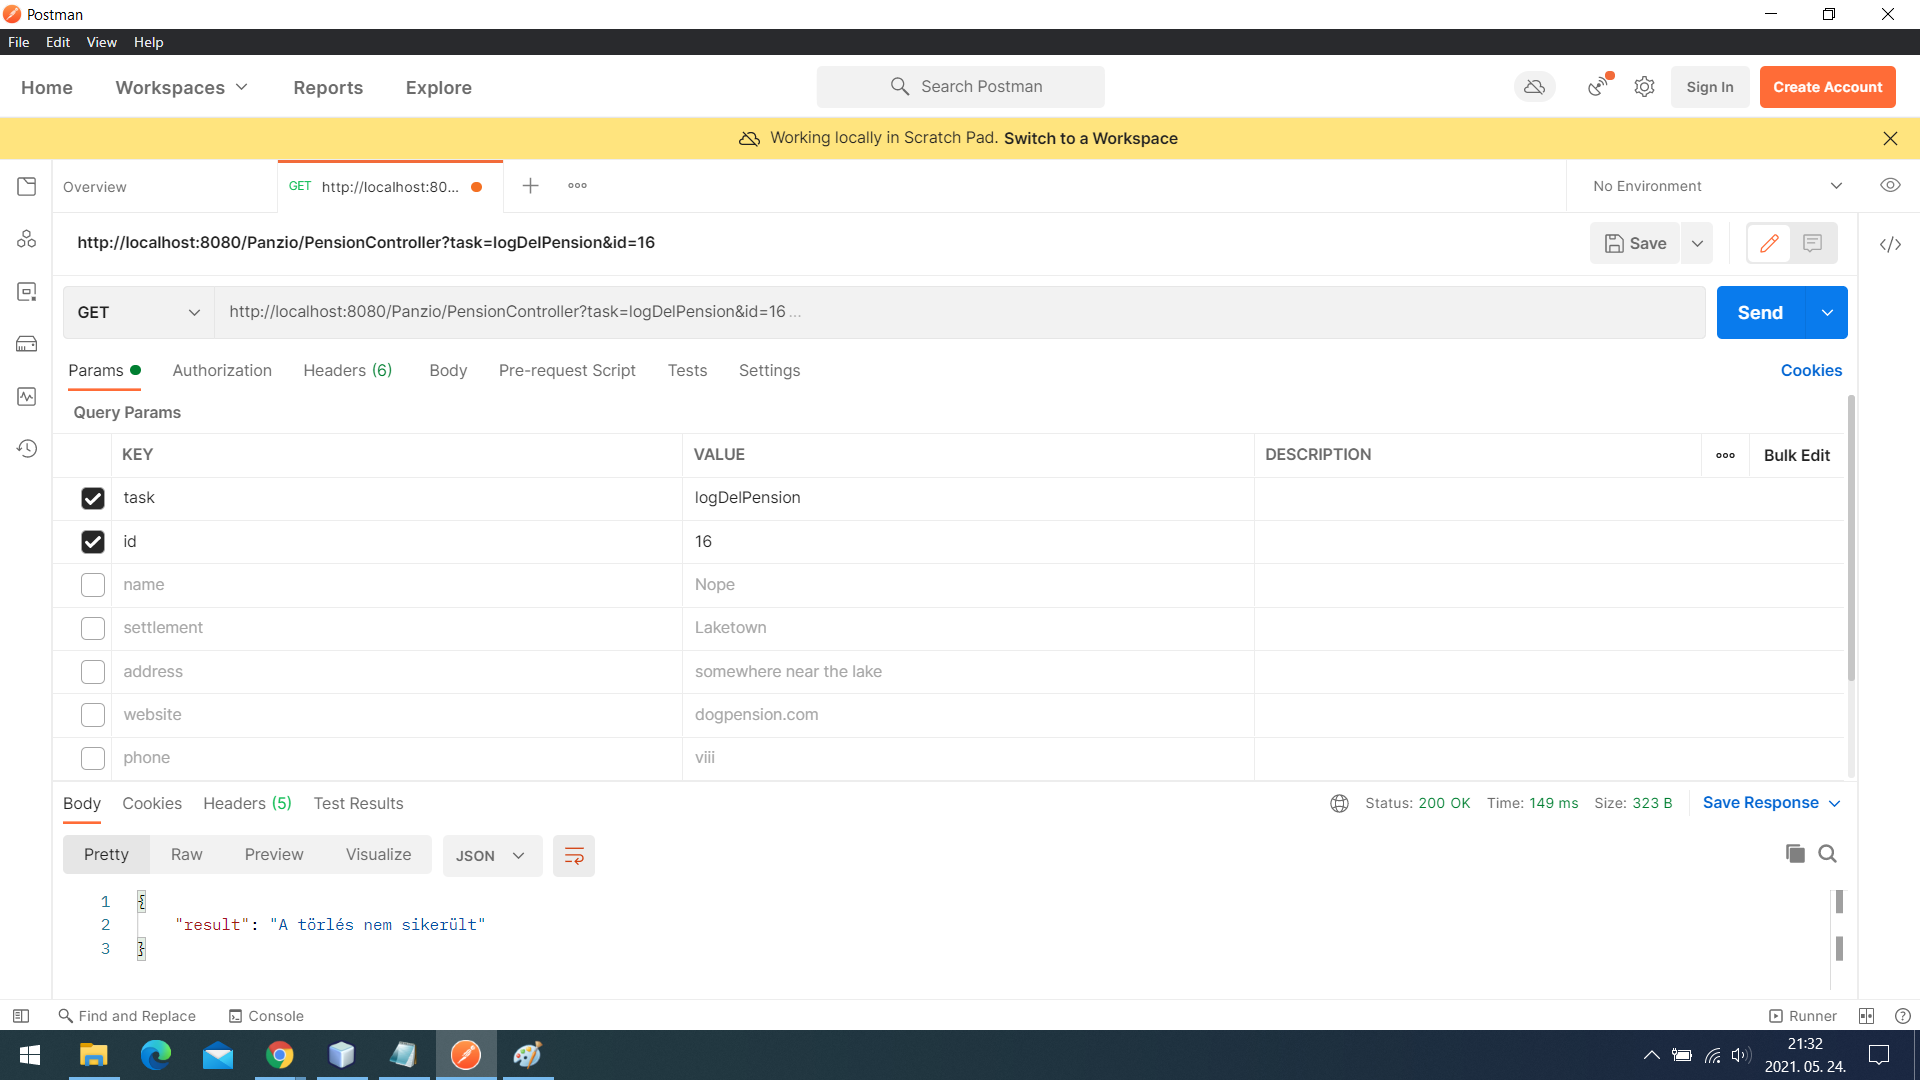 Postman
File Edit View Help
Home Workspaces Reports Explore Search Postman Sign In Create Account
Working locally in Scratch Pad. Switch to a Workspace
Overview GET http://localhost:80... No Environment
http://localhost:8080/Panzio/PensionController?task=logDelPension&id=16 Save
GET http://localhost:8080/Panzio/PensionController?task=logDelPension&id=16 ... Send
Params Authorization Headers (6) Body Pre-request Script Tests Settings Cookies
Query Params
KEY VALUE DESCRIPTION Bulk Edit
task logDelPension
id 16
name Nope
settlement Laketown
address somewhere near the lake
website dogpension.com
phone viii
Body Cookies Headers (5) Test Results Status: 200 OK Time: 149 ms Size: 323 B Save Response
Pretty Raw Preview Visualize JSON
1 {
2 "result": "A törlés nem sikerült"
3 }
Find and Replace Console Runner
21:32
2021. 05. 24.